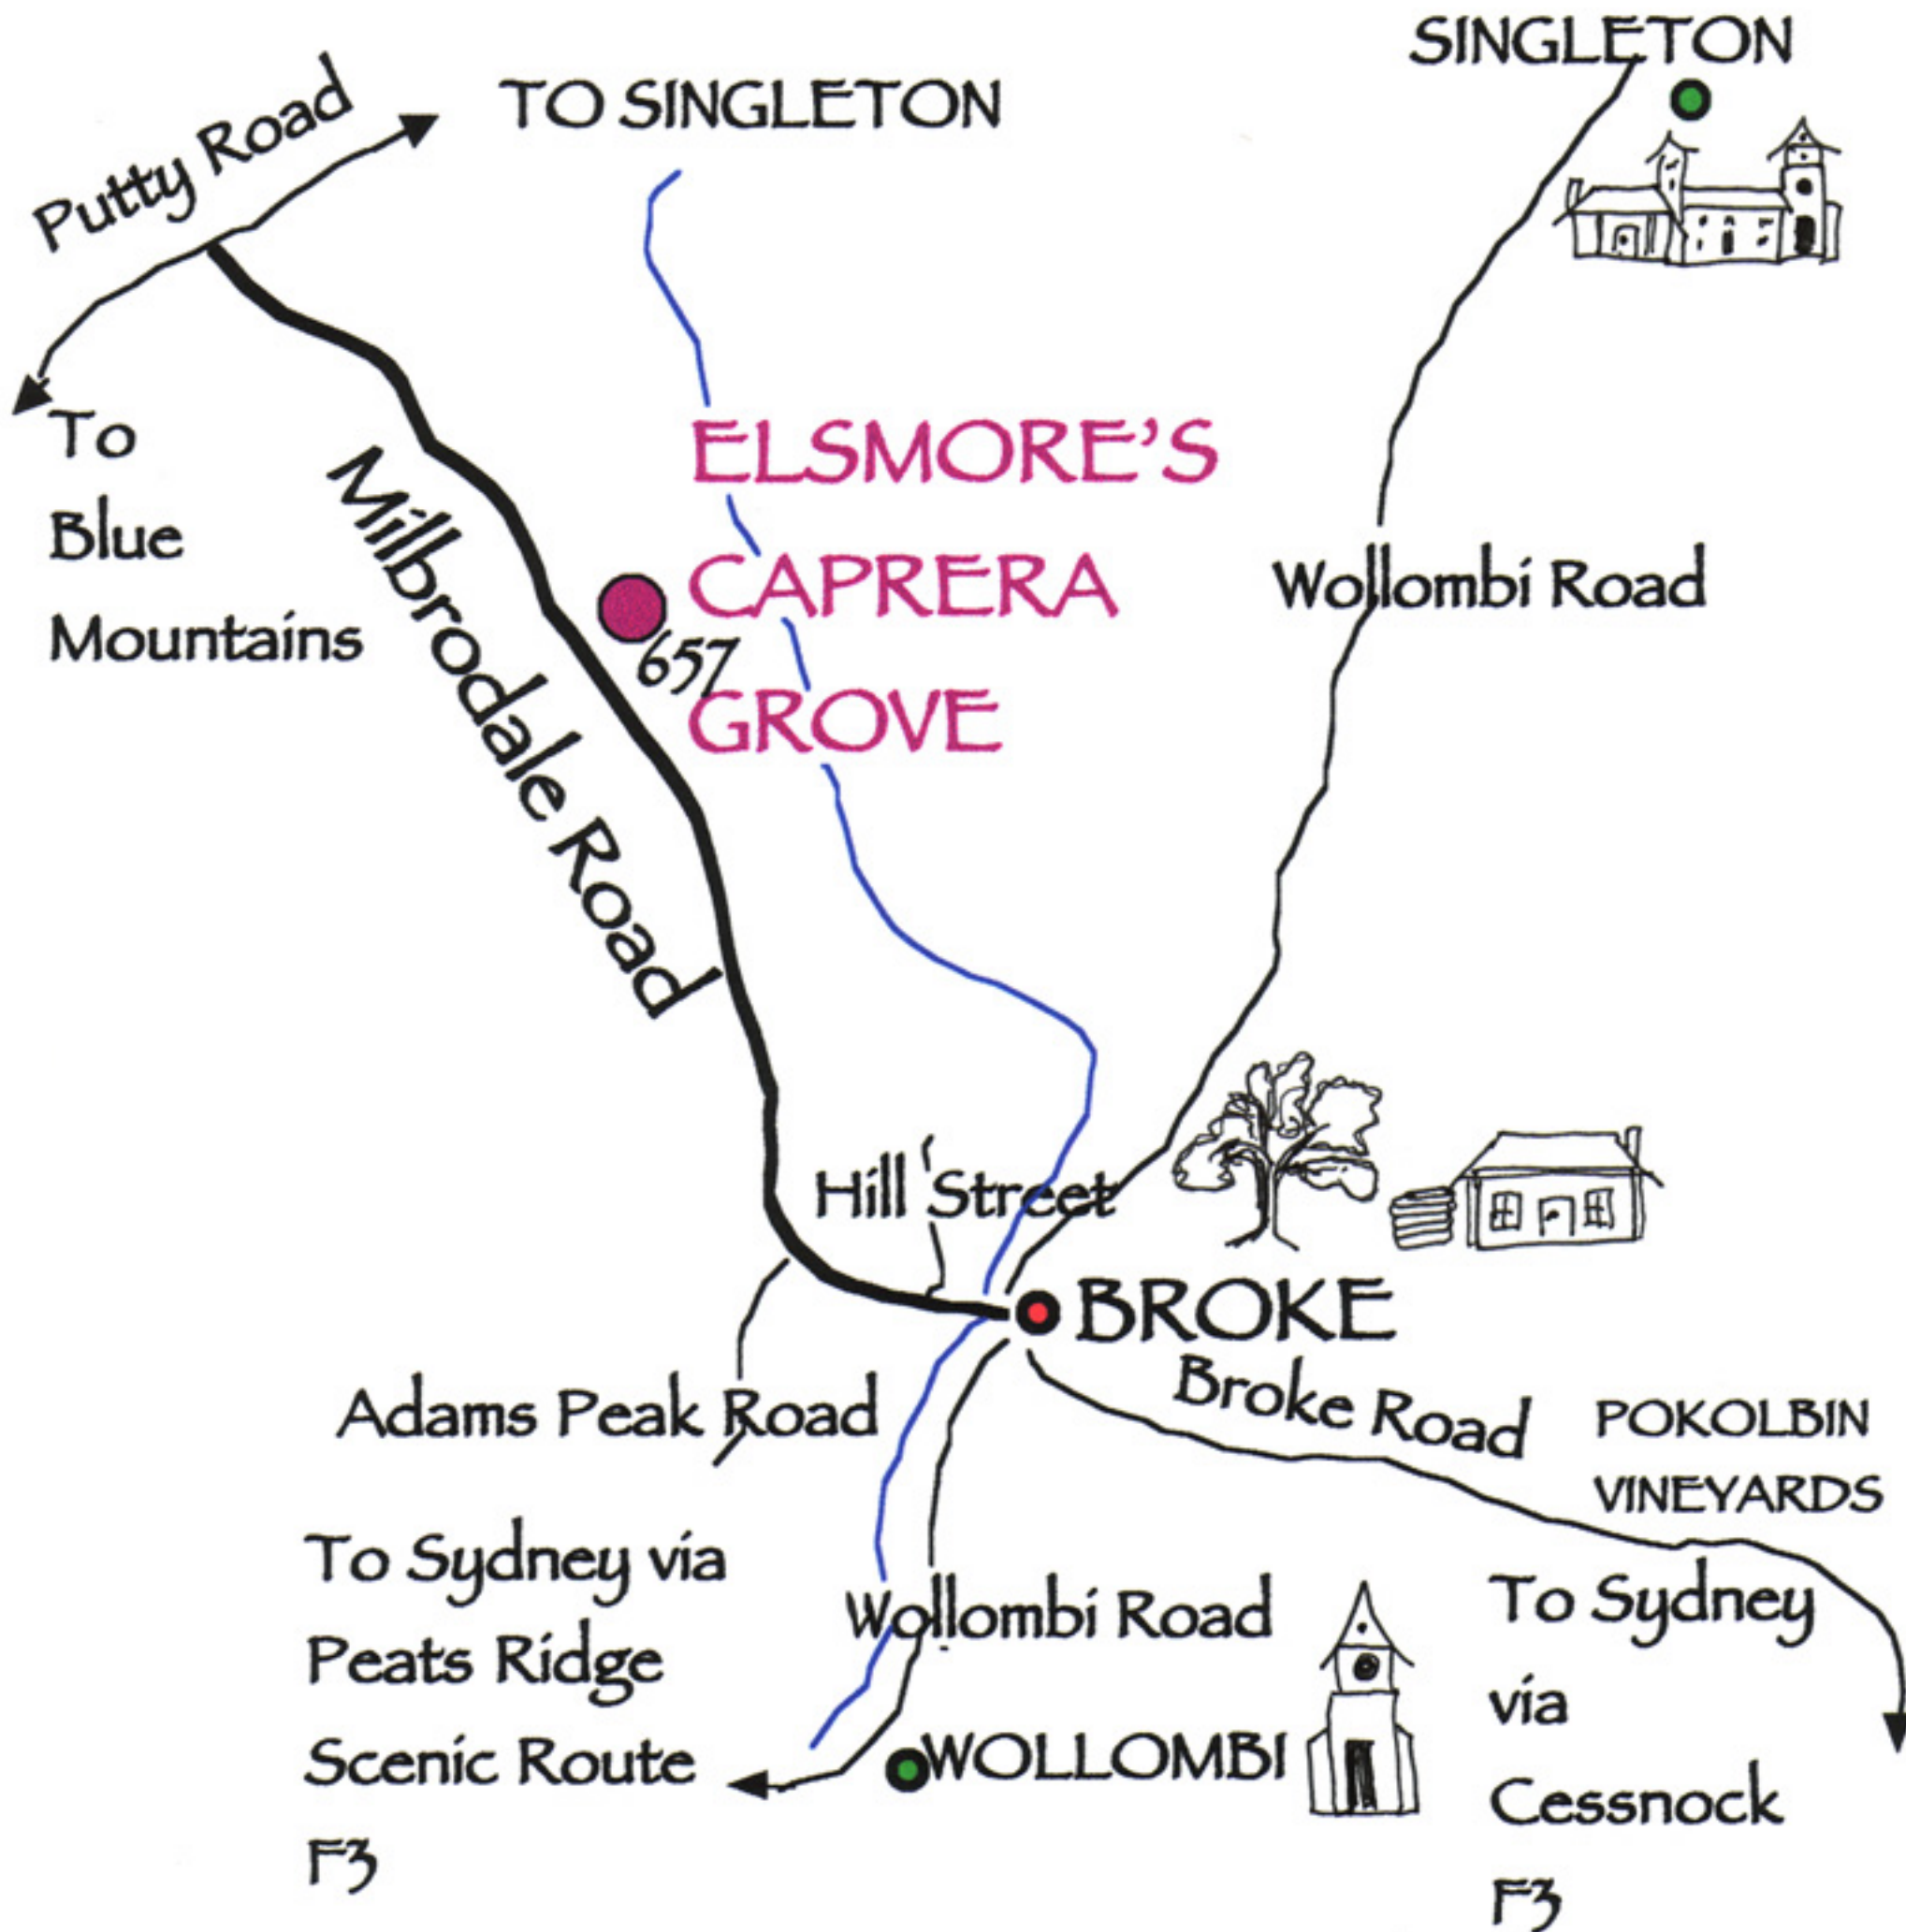 SINGLETON
TO SINGLETON
Putty Road
To
Blue
Mountains
Milbrodale Road
ELSMORE'S
CAPRERA
657
GROVE
Wollombi Road
Hill Street
BROKE
Broke Road
Adams Peak Road
POKOLBIN
VINEYARDS
To Sydney via
Peats Ridge
Scenic Route
F3
Wollombi Road
WOLLOMBI
To Sydney
via
Cessnock
F3